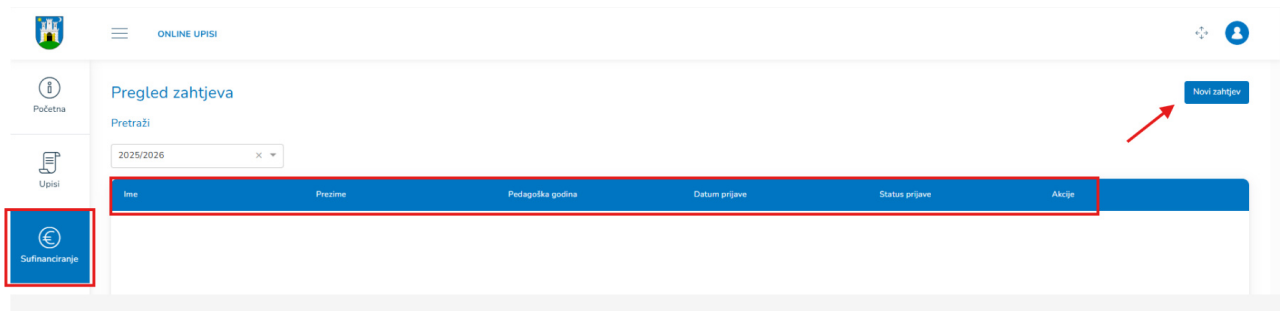 ONLINE UPISI
Početna
Upisi
Sufinanciranje
Pregled zahtjeva
Novi zahtjev
Pretraži
2025/2026
Ime Prezime Pedagoška godina Datum prijave Status prijave Akcije